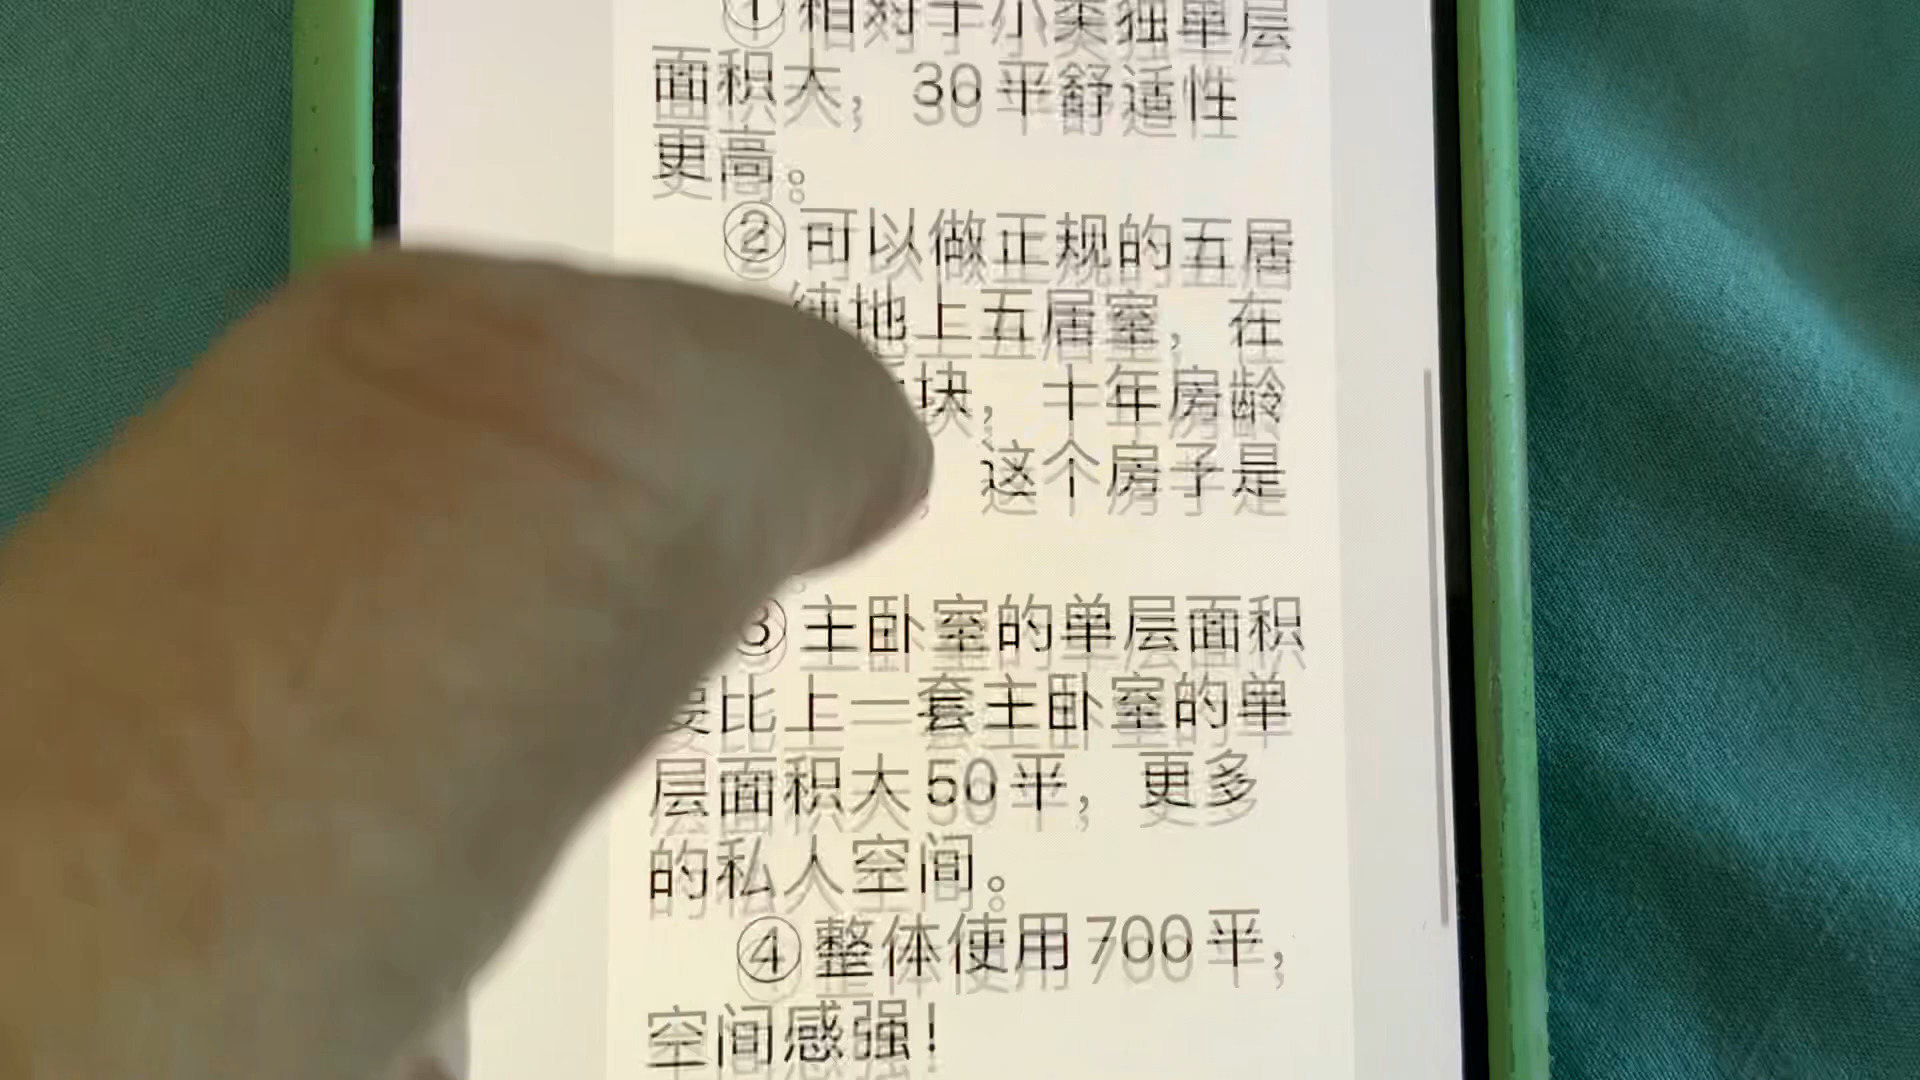 ①相对于小类独单层
面积大，30平舒适性
更高。
②可以做正规的五居
纯地上五居室，在
块，十年房龄
，这个房子是
③主卧室的单层面积
要比上一套主卧室的单
层面积大50平，更多
的私人空间。
④整体使用700平，
空间感强！